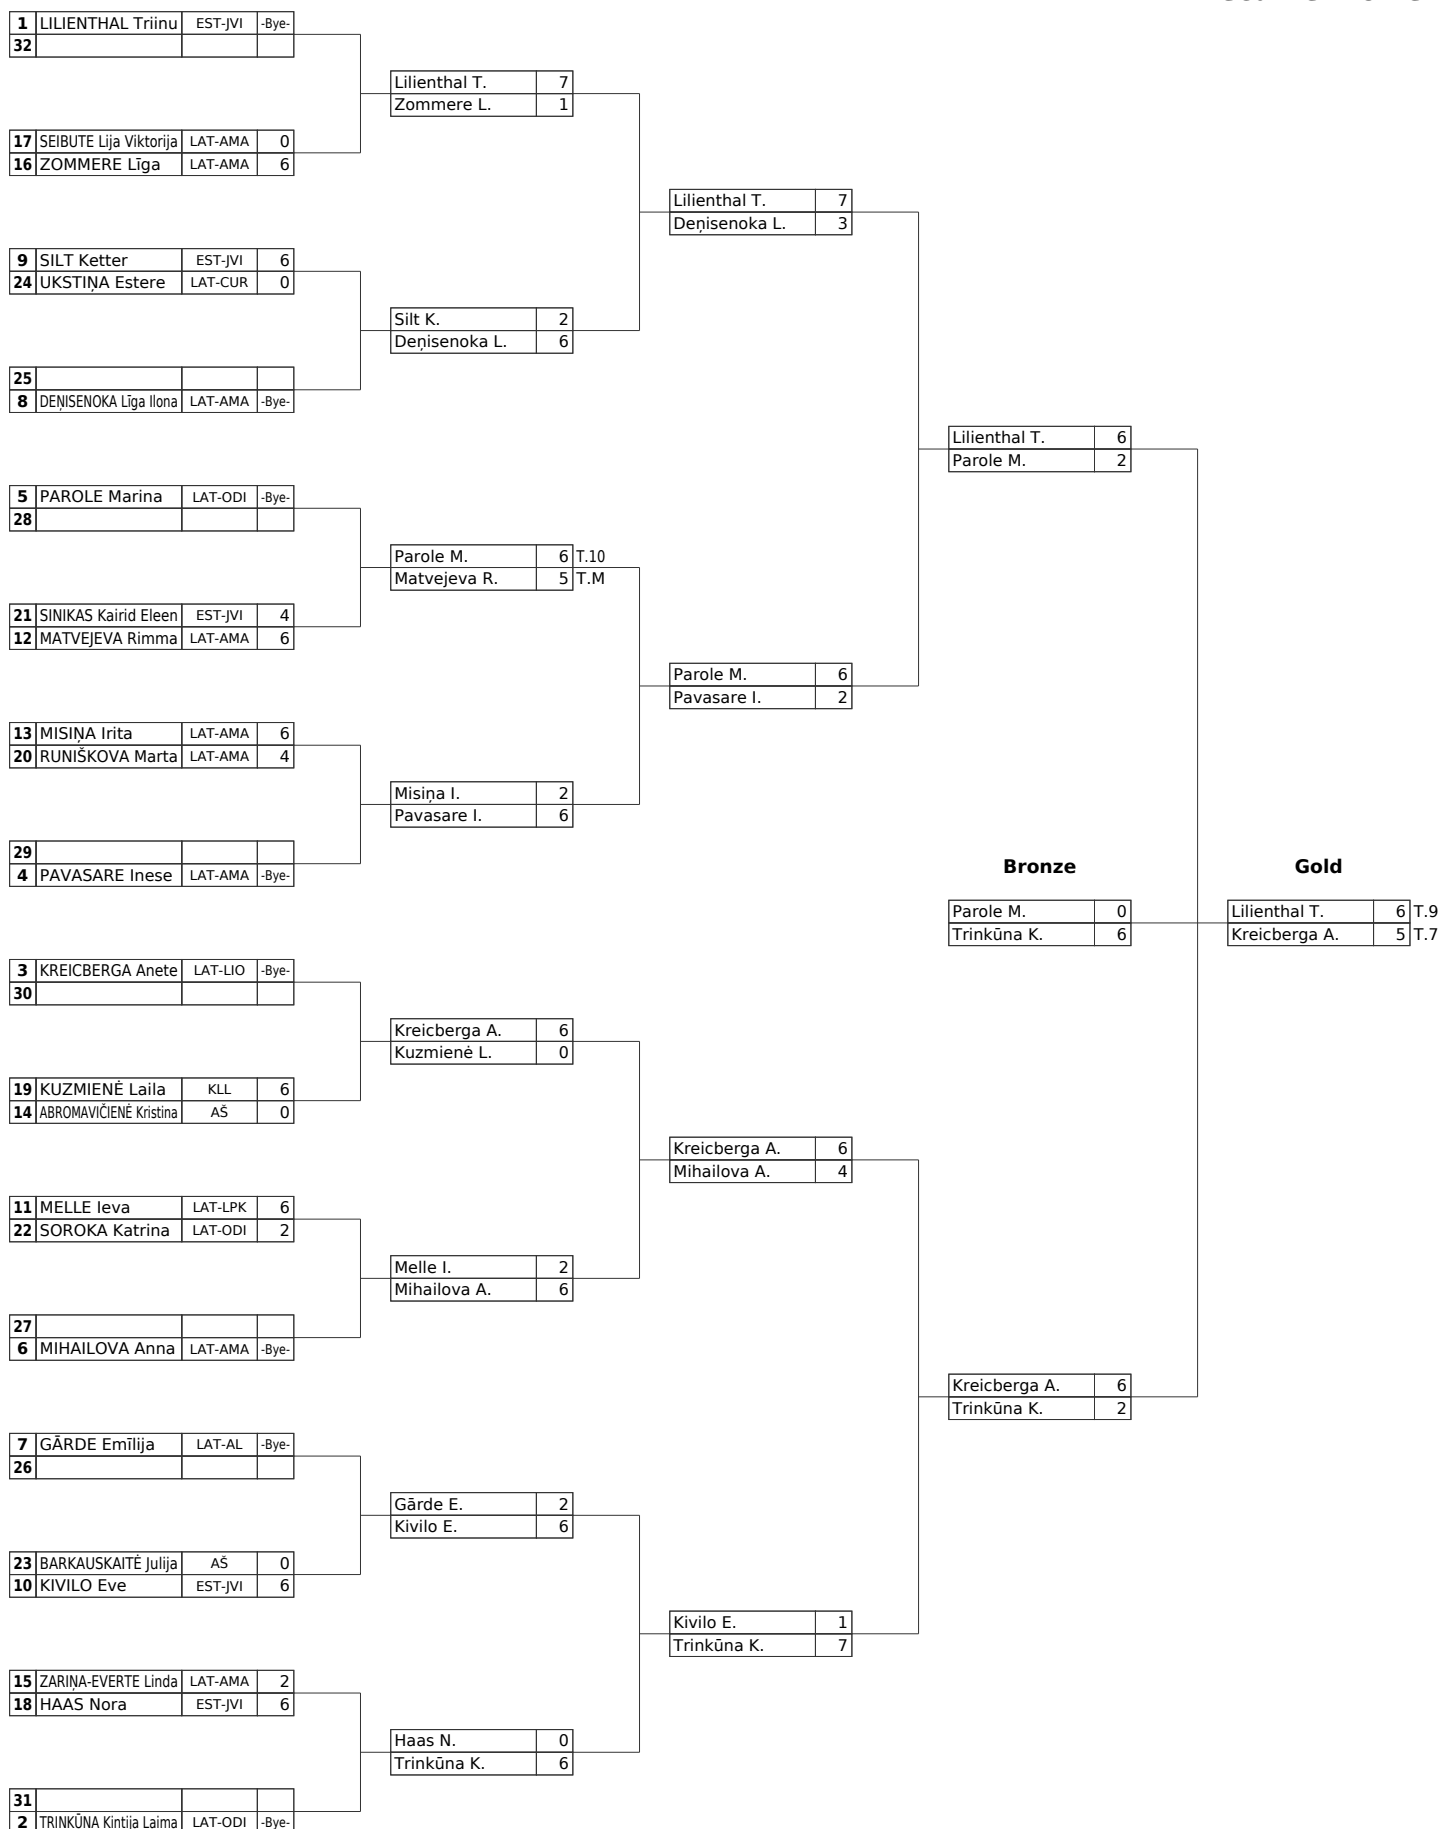 1 LILIENTHAL Triinu EST-JVI -Bye-
32
Lilienthal T. 7
Zommere L. 1
17 SEIBUTE Lija Viktorija LAT-AMA 0
16 ZOMMERE Līga LAT-AMA 6
Lilienthal T. 7
Deņisenoka L. 3
9 SILT Ketter EST-JVI 6
24 UKSTIŅA Estere LAT-CUR 0
Silt K. 2
Deņisenoka L. 6
25
8 DEŅISENOKA Līga Ilona LAT-AMA -Bye-
Lilienthal T. 6
Parole M. 2
5 PAROLE Marina LAT-ODI -Bye-
28
Parole M. 6 T.10
Matvejeva R. 5 T.M
21 SINIKAS Kairid Eleen EST-JVI 4
12 MATVEJEVA Rimma LAT-AMA 6
Parole M. 6
Pavasare I. 2
13 MISIŅA Irita LAT-AMA 6
20 RUNIŠKOVA Marta LAT-AMA 4
Misiņa I. 2
Pavasare I. 6
29
4 PAVASARE Inese LAT-AMA -Bye-
Bronze Gold
Parole M. 0 Lilienthal T. 6 T.9
Trinkūna K. 6 Kreicberga A. 5 T.7
3 KREICBERGA Anete LAT-LIO -Bye-
30
Kreicberga A. 6
Kuzmienė L. 0
19 KUZMIENĖ Laila KLL 6
14 ABROMAVIČIENĖ Kristina AŠ 0
Kreicberga A. 6
Mihailova A. 4
11 MELLE Ieva LAT-LPK 6
22 SOROKA Katrina LAT-ODI 2
Melle I. 2
Mihailova A. 6
27
6 MIHAILOVA Anna LAT-AMA -Bye-
Kreicberga A. 6
Trinkūna K. 2
7 GĀRDE Emīlija LAT-AL -Bye-
26
Gārde E. 2
Kivilo E. 6
23 BARKAUSKAITĖ Julija AŠ 0
10 KIVILO Eve EST-JVI 6
Kivilo E. 1
Trinkūna K. 7
15 ZARIŅA-EVERTE Linda LAT-AMA 2
18 HAAS Nora EST-JVI 6
Haas N. 0
Trinkūna K. 6
31
2 TRINKŪNA Kintija Laima LAT-ODI -Bye-